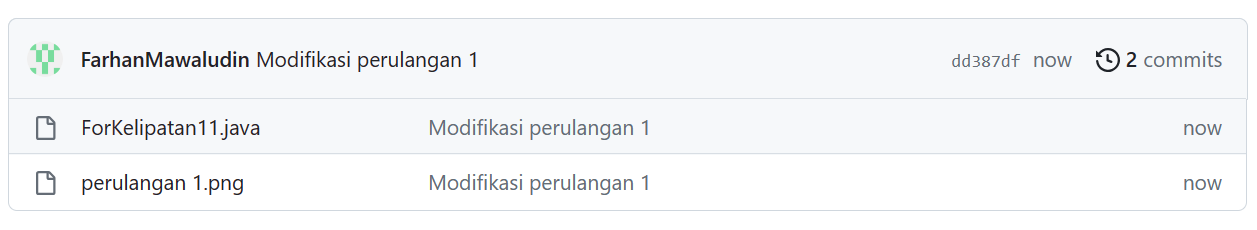 FarhanMawaludin Modifikasi perulangan 1 dd387df now 2 commits
ForKelipatan11.java Modifikasi perulangan 1 now
perulangan 1.png Modifikasi perulangan 1 now